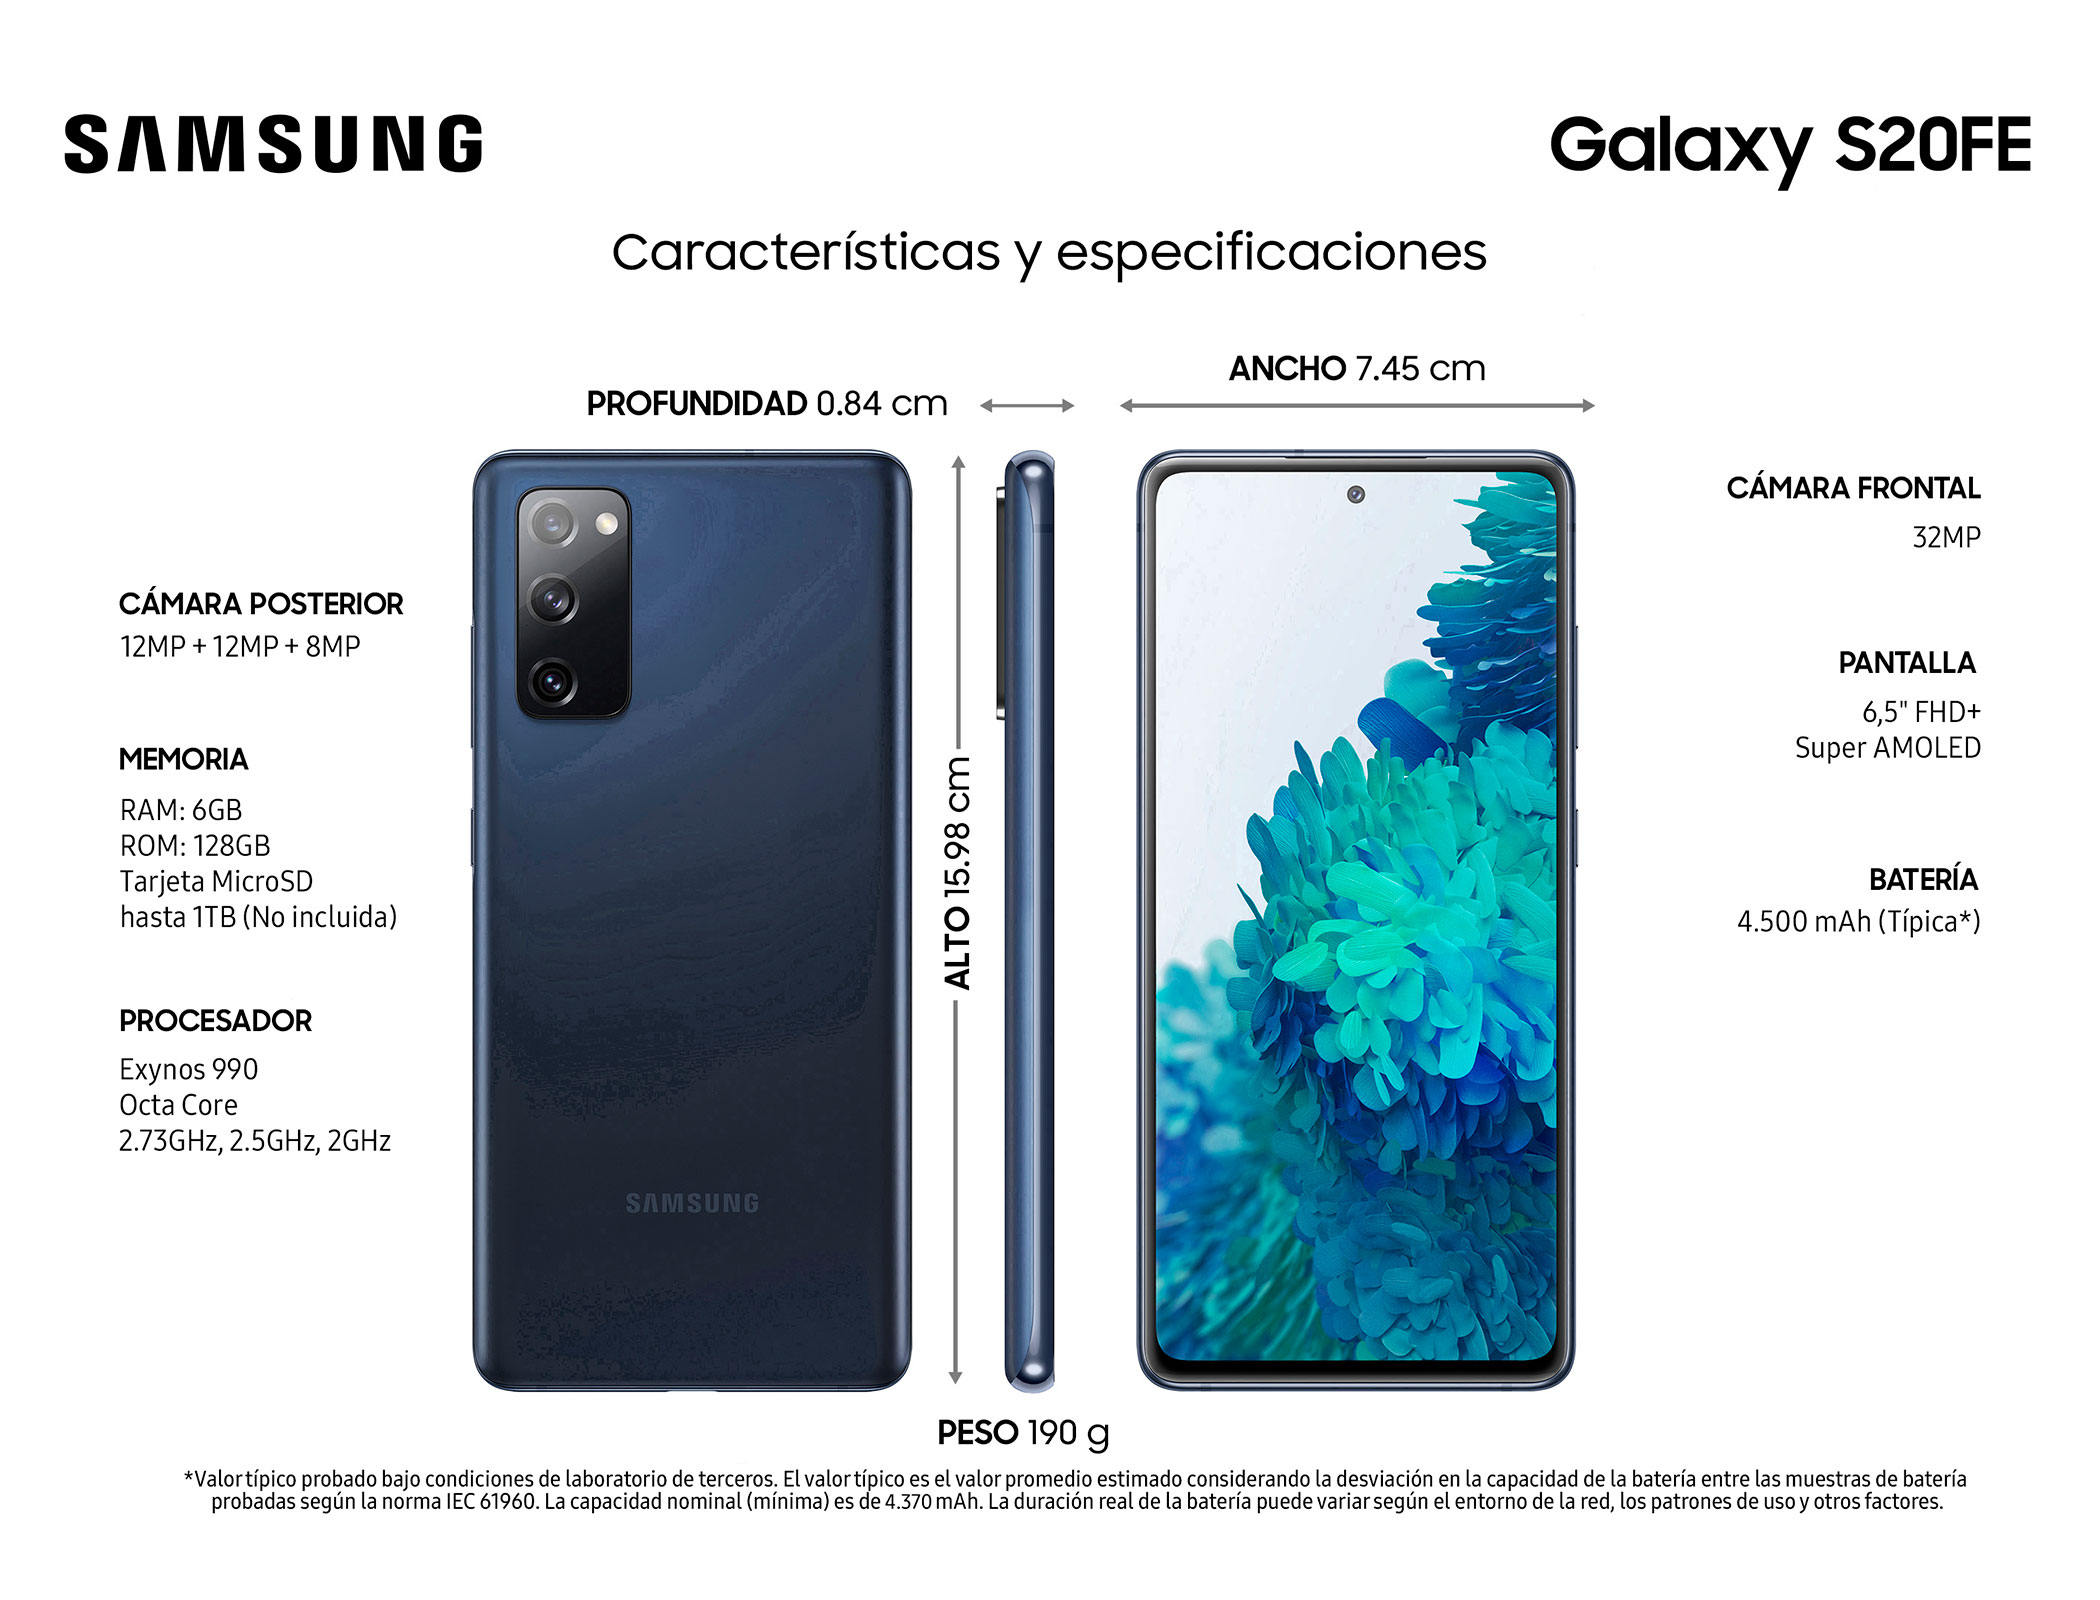 SAMSUNG
Galaxy S20FE
Características y especificaciones
PROFUNDIDAD 0.84 cm
ANCHO 7.45 cm
CÁMARA POSTERIOR
12MP + 12MP + 8MP
MEMORIA
RAM: 6GB
ROM: 128GB
Tarjeta MicroSD
hasta 1TB (No incluida)
PROCESADOR
Exynos 990
Octa Core
2.73GHz, 2.5GHz, 2GHz
SAMSUNG
ALTO 15.98 cm
CÁMARA FRONTAL
32MP
PANTALLA
6,5" FHD+
Super AMOLED
BATERÍA
4.500 mAh (Típica*)
PESO 190 g
*Valor típico probado bajo condiciones de laboratorio de terceros. El valor típico es el valor promedio estimado considerando la desviación en la capacidad de la batería entre las muestras de batería
probadas según la norma IEC 61960. La capacidad nominal (mínima) es de 4.370 mAh. La duración real de la batería puede variar según el entorno de la red, los patrones de uso y otros factores.